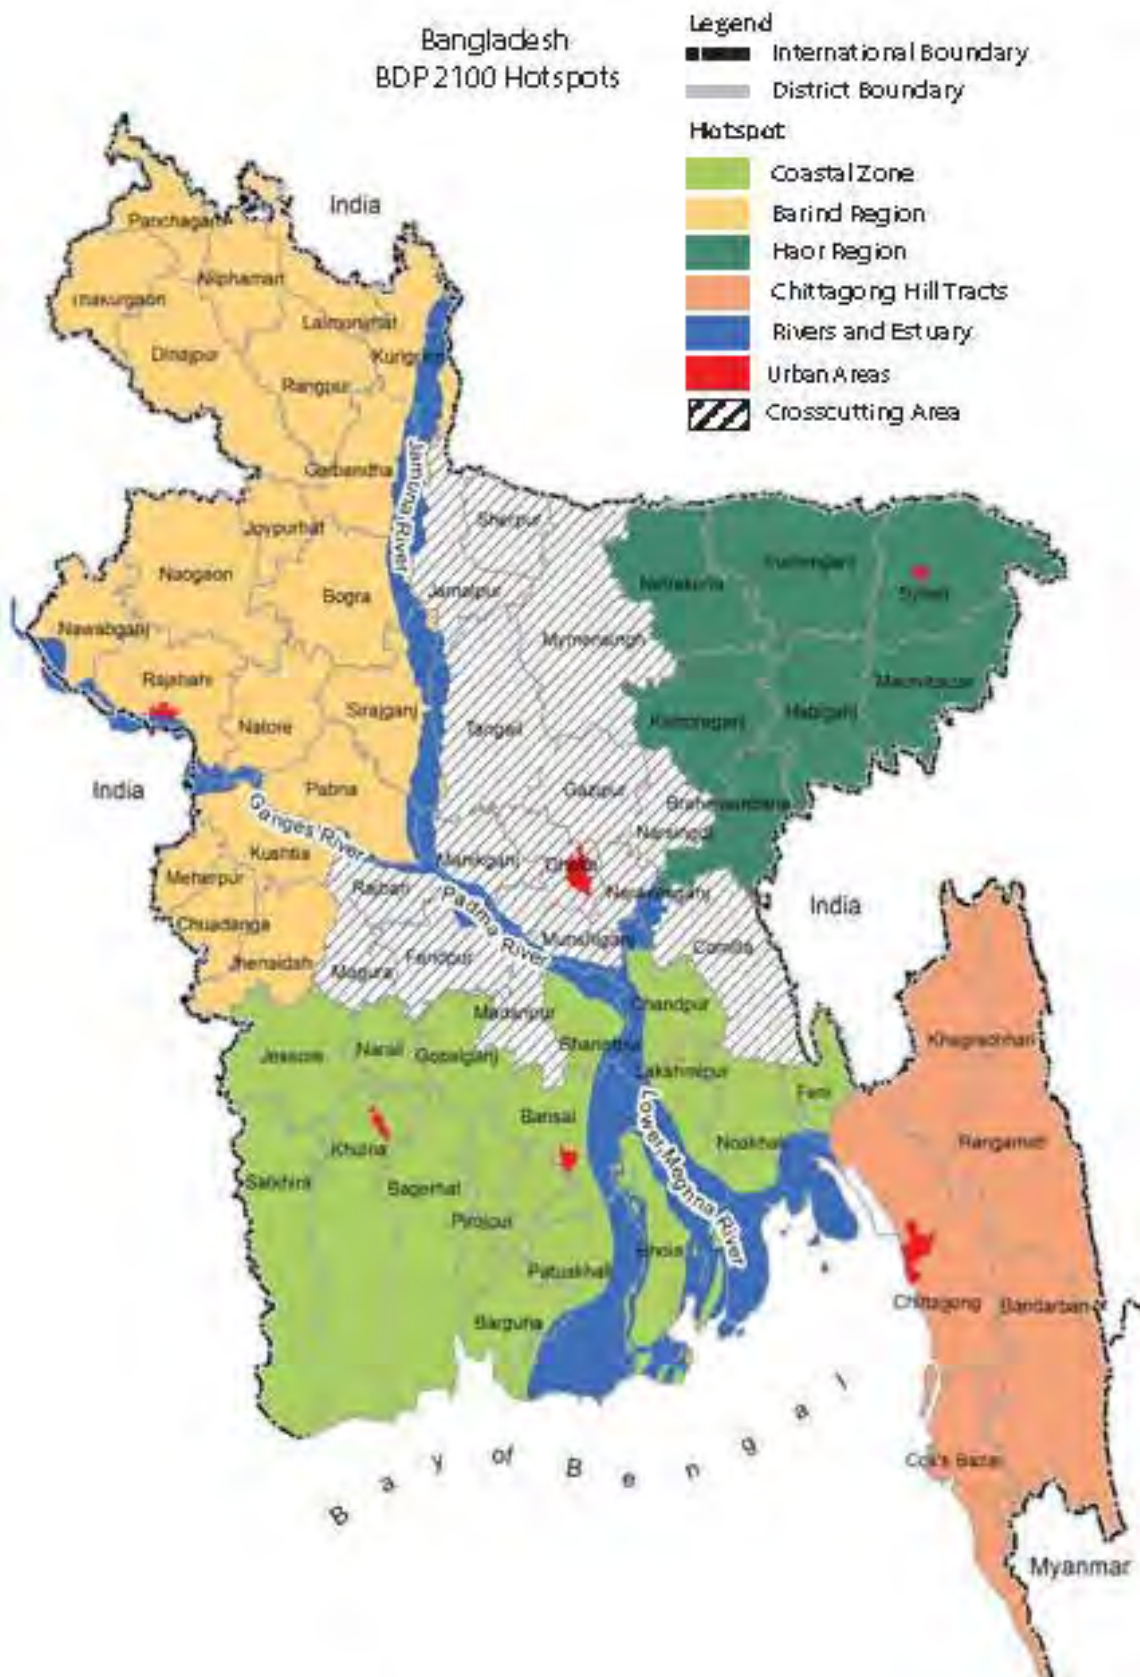 Bangladesh
BDP 2100 Hotspots
Legend
International Boundary
District Boundary
Hotspot
Coastal Zone
Barind Region
Haor Region
Chittagong Hill Tracts
Rivers and Estuary
Urban Areas
Crosscutting Area
India
Panchagarh
Nilphamari
Thakurgaon
Lalmonirhat
Dinajpur
Kurigram
Rangpur
Gaibandha
Jamuna River
Joypurhat
Sherpur
Naogaon
Bogra
Jamalpur
Netrakona
Sylhet
Nawabganj
Mymensingh
Rajshahi
Natore
Sirajganj
Tangail
Habiganj
India
Pabna
Gazipur
Narsingdi
Ganges River
Kushtia
Manikganj
Dhaka
Meherpur
Rajbari
Narayanganj
India
Padma River
Chuadanga
Munshiganj
Comilla
Jhenaidah
Magura
Faridpur
Madaripur
Chandpur
Khagrachhari
Jessore
Narail
Gopalganj
Lakshmipur
Feni
Barisal
Lower Meghna River
Noakhali
Rangamati
Khulna
Satkhira
Bagerhat
Pirojpur
Bhola
Patuakhali
Barguna
Chittagong
Bandarban
Bay of Bengal
Cox's Bazar
Myanmar